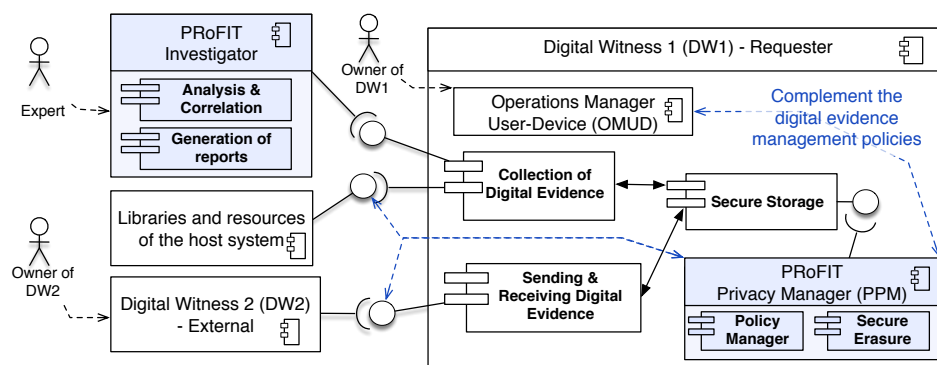 PRoFIT
Investigator
Analysis &
Correlation
Generation of
reports
Expert
Owner of
DW1
Digital Witness 1 (DW1) - Requester
Operations Manager
User-Device (OMUD)
Complement the
digital evidence
management policies
Collection of
Digital Evidence
Secure Storage
Libraries and resources
of the host system
Owner of
DW2
Digital Witness 2 (DW2)
- External
Sending &
Receiving Digital
Evidence
PRoFIT
Privacy Manager (PPM)
Policy
Manager
Secure
Erasure